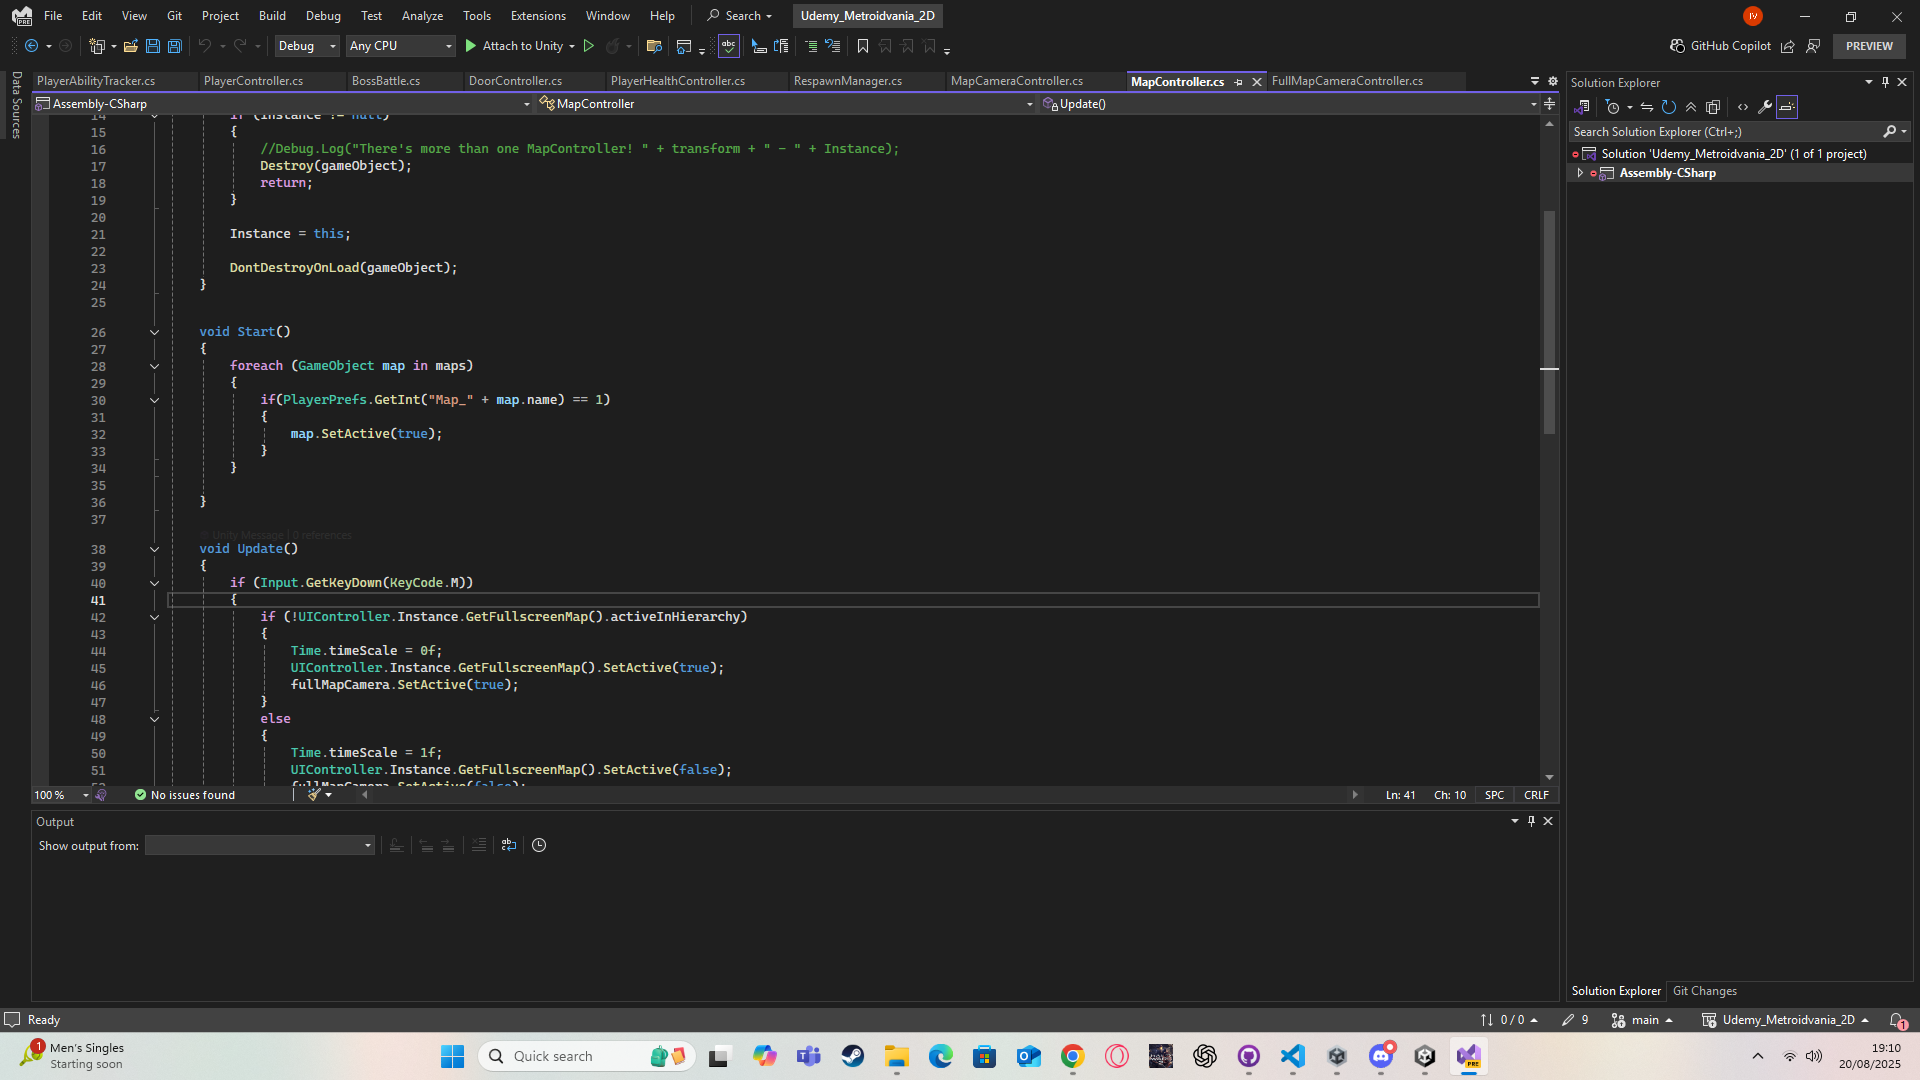 File Edit View Git Project Build Debug Test Analyze Tools Extensions Window Help Search Udemy_Metroidvania_2D IV
Debug Any CPU Attach to Unity GitHub Copilot PREVIEW
PlayerAbilityTracker.cs PlayerController.cs BossBattle.cs DoorController.cs PlayerHealthController.cs RespawnManager.cs MapCameraController.cs MapController.cs FullMapCameraController.cs
Assembly-CSharp MapController Update()
Data Sources
14 if (Instance != null)
15 {
16 //Debug.Log("There's more than one MapController! " + transform + " - " + Instance);
17 Destroy(gameObject);
18 return;
19 }
20
21 Instance = this;
22
23 DontDestroyOnLoad(gameObject);
24 }
25
26 void Start()
27 {
28 foreach (GameObject map in maps)
29 {
30 if(PlayerPrefs.GetInt("Map_" + map.name) == 1)
31 {
32 map.SetActive(true);
33 }
34 }
35
36 }
37
Unity Message | 0 references
38 void Update()
39 {
40 if (Input.GetKeyDown(KeyCode.M))
41 {
42 if (!UIController.Instance.GetFullscreenMap().activeInHierarchy)
43 {
44 Time.timeScale = 0f;
45 UIController.Instance.GetFullscreenMap().SetActive(true);
46 fullMapCamera.SetActive(true);
47 }
48 else
49 {
50 Time.timeScale = 1f;
51 UIController.Instance.GetFullscreenMap().SetActive(false);
52 fullMapCamera.SetActive(false);
100 % No issues found Ln: 41 Ch: 10 SPC CRLF
Output
Show output from:
Solution Explorer
Search Solution Explorer (Ctrl+;)
Solution 'Udemy_Metroidvania_2D' (1 of 1 project)
Assembly-CSharp
Solution Explorer Git Changes
Ready 0 / 0 9 main Udemy_Metroidvania_2D 1
1 Men's Singles
Starting soon
Quick search
PRE
19:10
20/08/2025